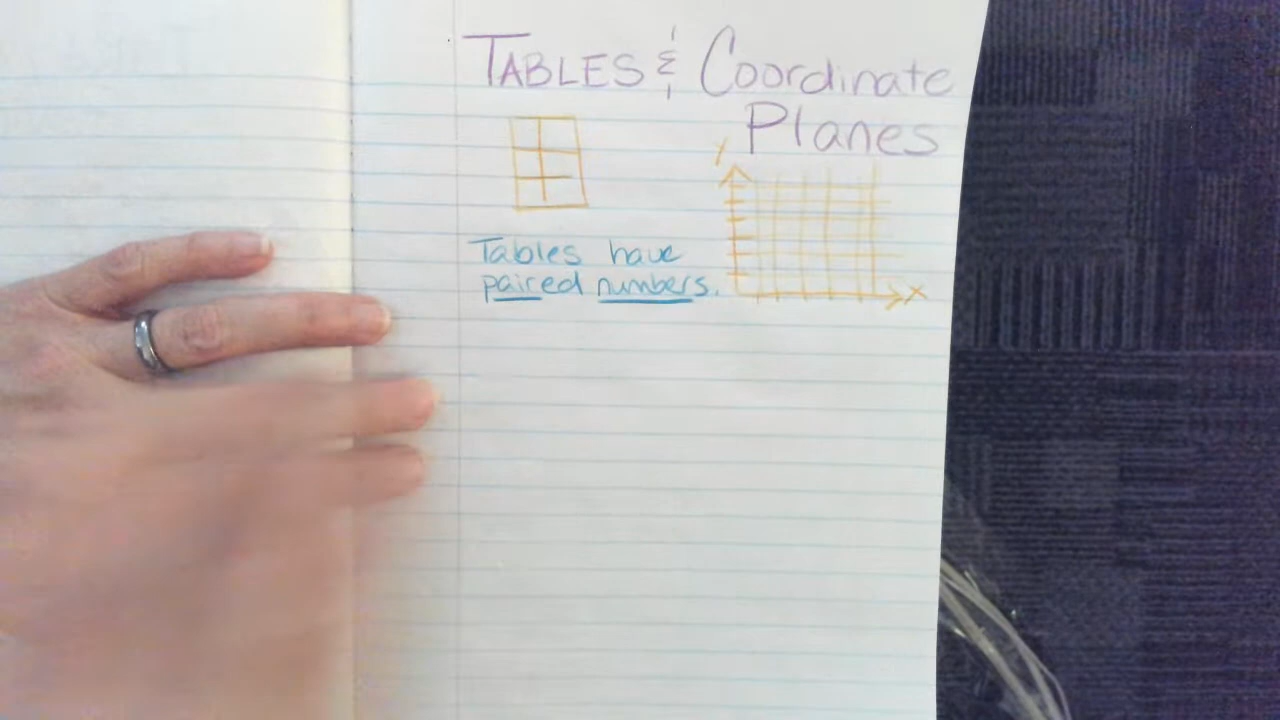 TABLES & Coordinate
Planes
Y
Tables have
paired numbers.
X